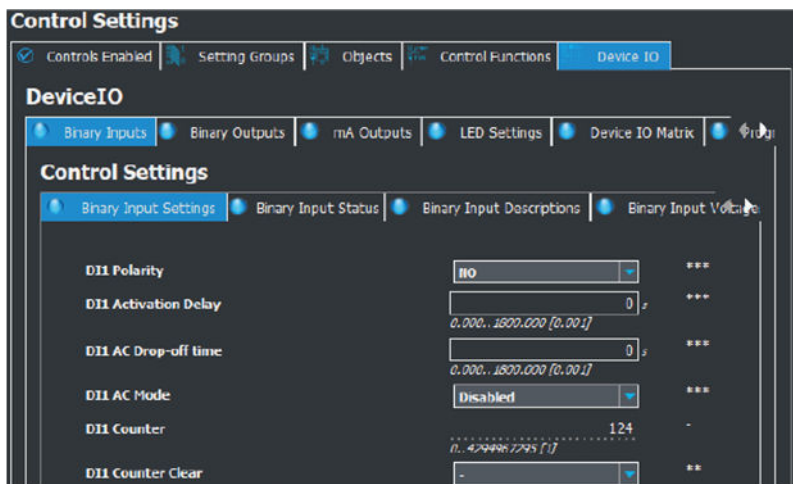 Control Settings
Controls Enabled Setting Groups Objects Control Functions Device IO
DeviceIO
Binary Inputs Binary Outputs mA Outputs LED Settings Device IO Matrix
Control Settings
Binary Input Settings Binary Input Status Binary Input Descriptions Binary Input
DI1 Polarity NO ***
DI1 Activation Delay 0 s ***
0.000..1800.000 [0.001]
DI1 AC Drop-off time 0 s ***
0.000..1800.000 [0.001]
DI1 AC Mode Disabled ***
DI1 Counter 124 -
0..4294967295 [1]
DI1 Counter Clear - **